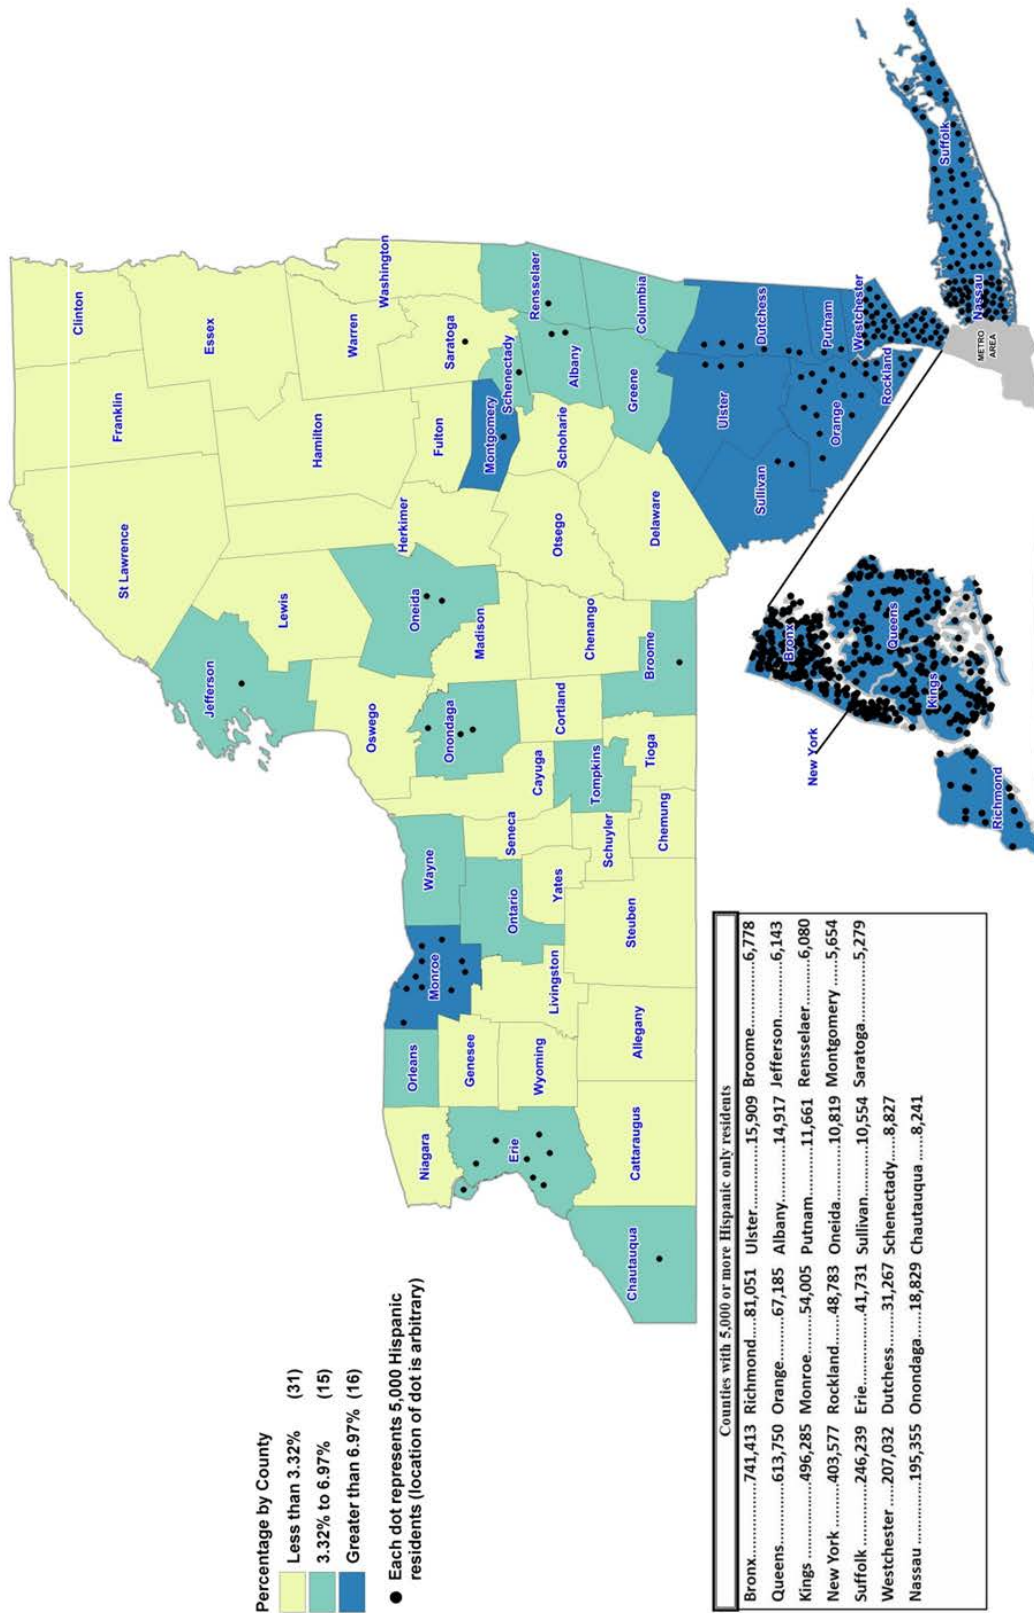 Percentage by County
Less than 3.32% (31)
3.32% to 6.97% (15)
Greater than 6.97% (16)
Each dot represents 5,000 Hispanic
residents (location of dot is arbitrary)
Clinton
Franklin
St Lawrence
Essex
Jefferson
Lewis
Hamilton
Warren
Washington
Herkimer
Oswego
Oneida
Fulton
Saratoga
Montgomery
Schenectady
Rensselaer
Niagara
Orleans
Monroe
Wayne
Onondaga
Madison
Genesee
Ontario
Seneca
Cayuga
Otsego
Schoharie
Albany
Erie
Wyoming
Livingston
Yates
Cortland
Chenango
Delaware
Greene
Columbia
Chautauqua
Cattaraugus
Allegany
Steuben
Schuyler
Tompkins
Chemung
Tioga
Broome
Sullivan
Ulster
Dutchess
Orange
Putnam
Westchester
Rockland
METRO
AREA
Nassau
Suffolk
New York
Bronx
Queens
Kings
Richmond
Counties with 5,000 or more Hispanic only residents
Bronx..............741,413 Richmond....81,051 Ulster...........15,909 Broome...........6,778
Queens...........613,750 Orange.........67,185 Albany..........14,917 Jefferson.........6,143
Kings ..............496,285 Monroe.......54,005 Putnam........11,661 Rensselaer......6,080
New York .......403,577 Rockland.....48,783 Oneida .........10,819 Montgomery ...5,654
Suffolk ............246,239 Erie..............41,731 Sullivan .........10,554 Saratoga..........5,279
Westchester ....207,032 Dutchess......31,267 Schenectady....8,827
Nassau ............195,355 Onondaga ...18,829 Chautauqua .....8,241